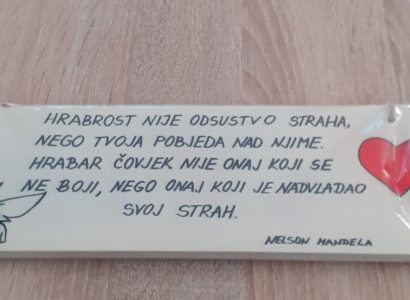 HRABROST NIJE ODSUSTVO STRAHA,
NEGO TVOJA POBJEDA NAD NJIME.
HRABAR ČOVJEK NIJE ONAJ KOJI SE
NE BOJI, NEGO ONAJ KOJI JE NADVLADAO
SVOJ STRAH.
NELSON MANDELA